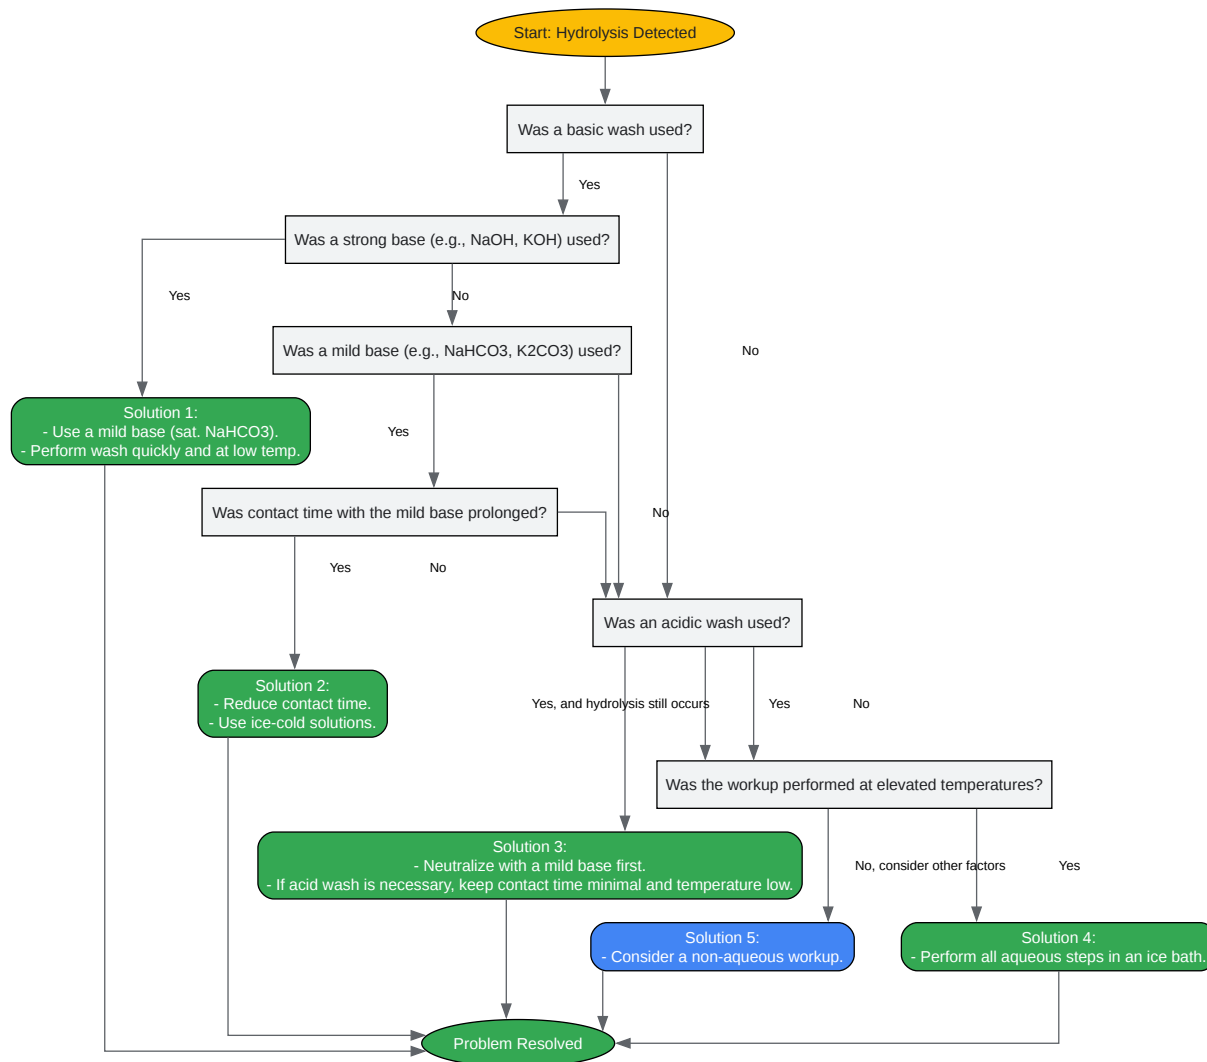 Start: Hydrolysis Detected
Was a basic wash used?
Yes
Was a strong base (e.g., NaOH, KOH) used?
Yes
No
Was a mild base (e.g., NaHCO3, K2CO3) used?
No
Solution 1:
- Use a mild base (sat. NaHCO3).
- Perform wash quickly and at low temp.
Yes
Was contact time with the mild base prolonged?
No
Yes
No
Was an acidic wash used?
Solution 2:
- Reduce contact time.
- Use ice-cold solutions.
Yes, and hydrolysis still occurs
Yes
No
Was the workup performed at elevated temperatures?
Solution 3:
- Neutralize with a mild base first.
- If acid wash is necessary, keep contact time minimal and temperature low.
No, consider other factors
Yes
Solution 5:
- Consider a non-aqueous workup.
Solution 4:
- Perform all aqueous steps in an ice bath.
Problem Resolved